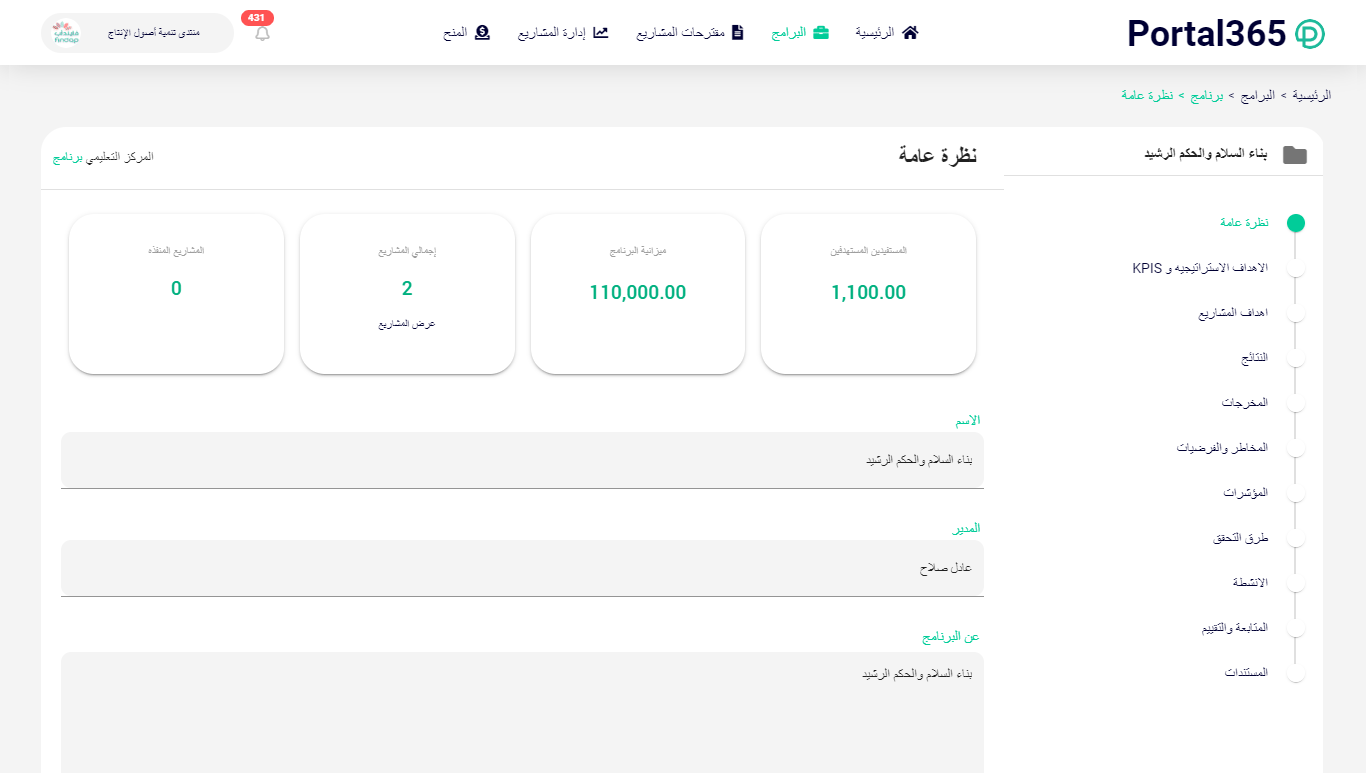 Portal365
الرئيسية
البرامج
مقترحات المشاريع
إدارة المشاريع
المنح
431
منتدى تنمية أصول الإنتاج
فايندآب
findap
الرئيسية > البرامج > برنامج > نظرة عامة
بناء السلام والحكم الرشيد
نظرة عامة
الاهداف الاستراتيجيه و KPIS
اهداف المشاريع
النتائج
المخرجات
المخاطر والفرضيات
المؤشرات
طرق التحقق
الانشطة
المتابعة والتقييم
المستندات
نظرة عامة
المركز التعليمي برنامج
المستفيدين المستهدفين
1,100.00
ميزانية البرنامج
110,000.00
إجمالي المشاريع
2
عرض المشاريع
المشاريع المنفذه
0
الاسم
بناء السلام والحكم الرشيد
المدير
عادل صلاح
عن البرنامج
بناء السلام والحكم الرشيد